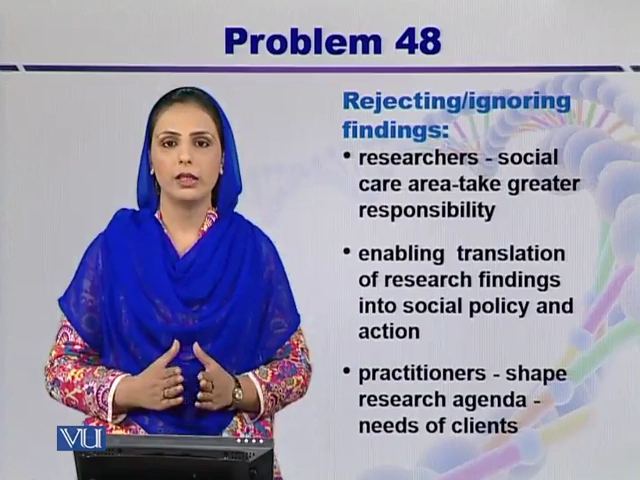 Problem 48
Rejecting/ignoring
findings:
• researchers - social
care area-take greater
responsibility
• enabling translation
of research findings
into social policy and
action
• practitioners - shape
research agenda -
needs of clients
VU